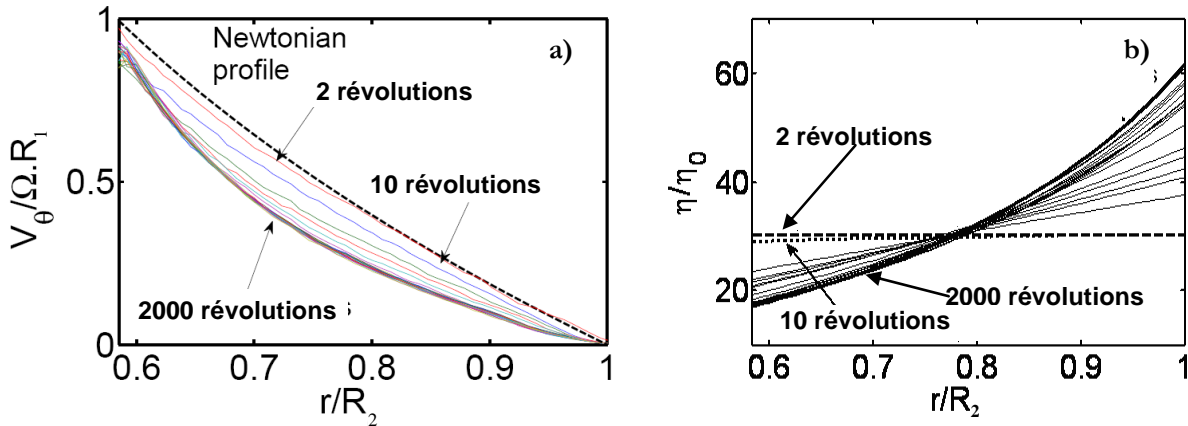 a)
Newtonian
profile
2 révolutions
10 révolutions
2000 révolutions
V_θ/Ω.R_1
1
0.5
0
0.6
0.7
0.8
0.9
1
r/R_2
b)
2 révolutions
10 révolutions
2000 révolutions
η/η_0
60
40
20
0.6
0.7
0.8
0.9
1
r/R_2